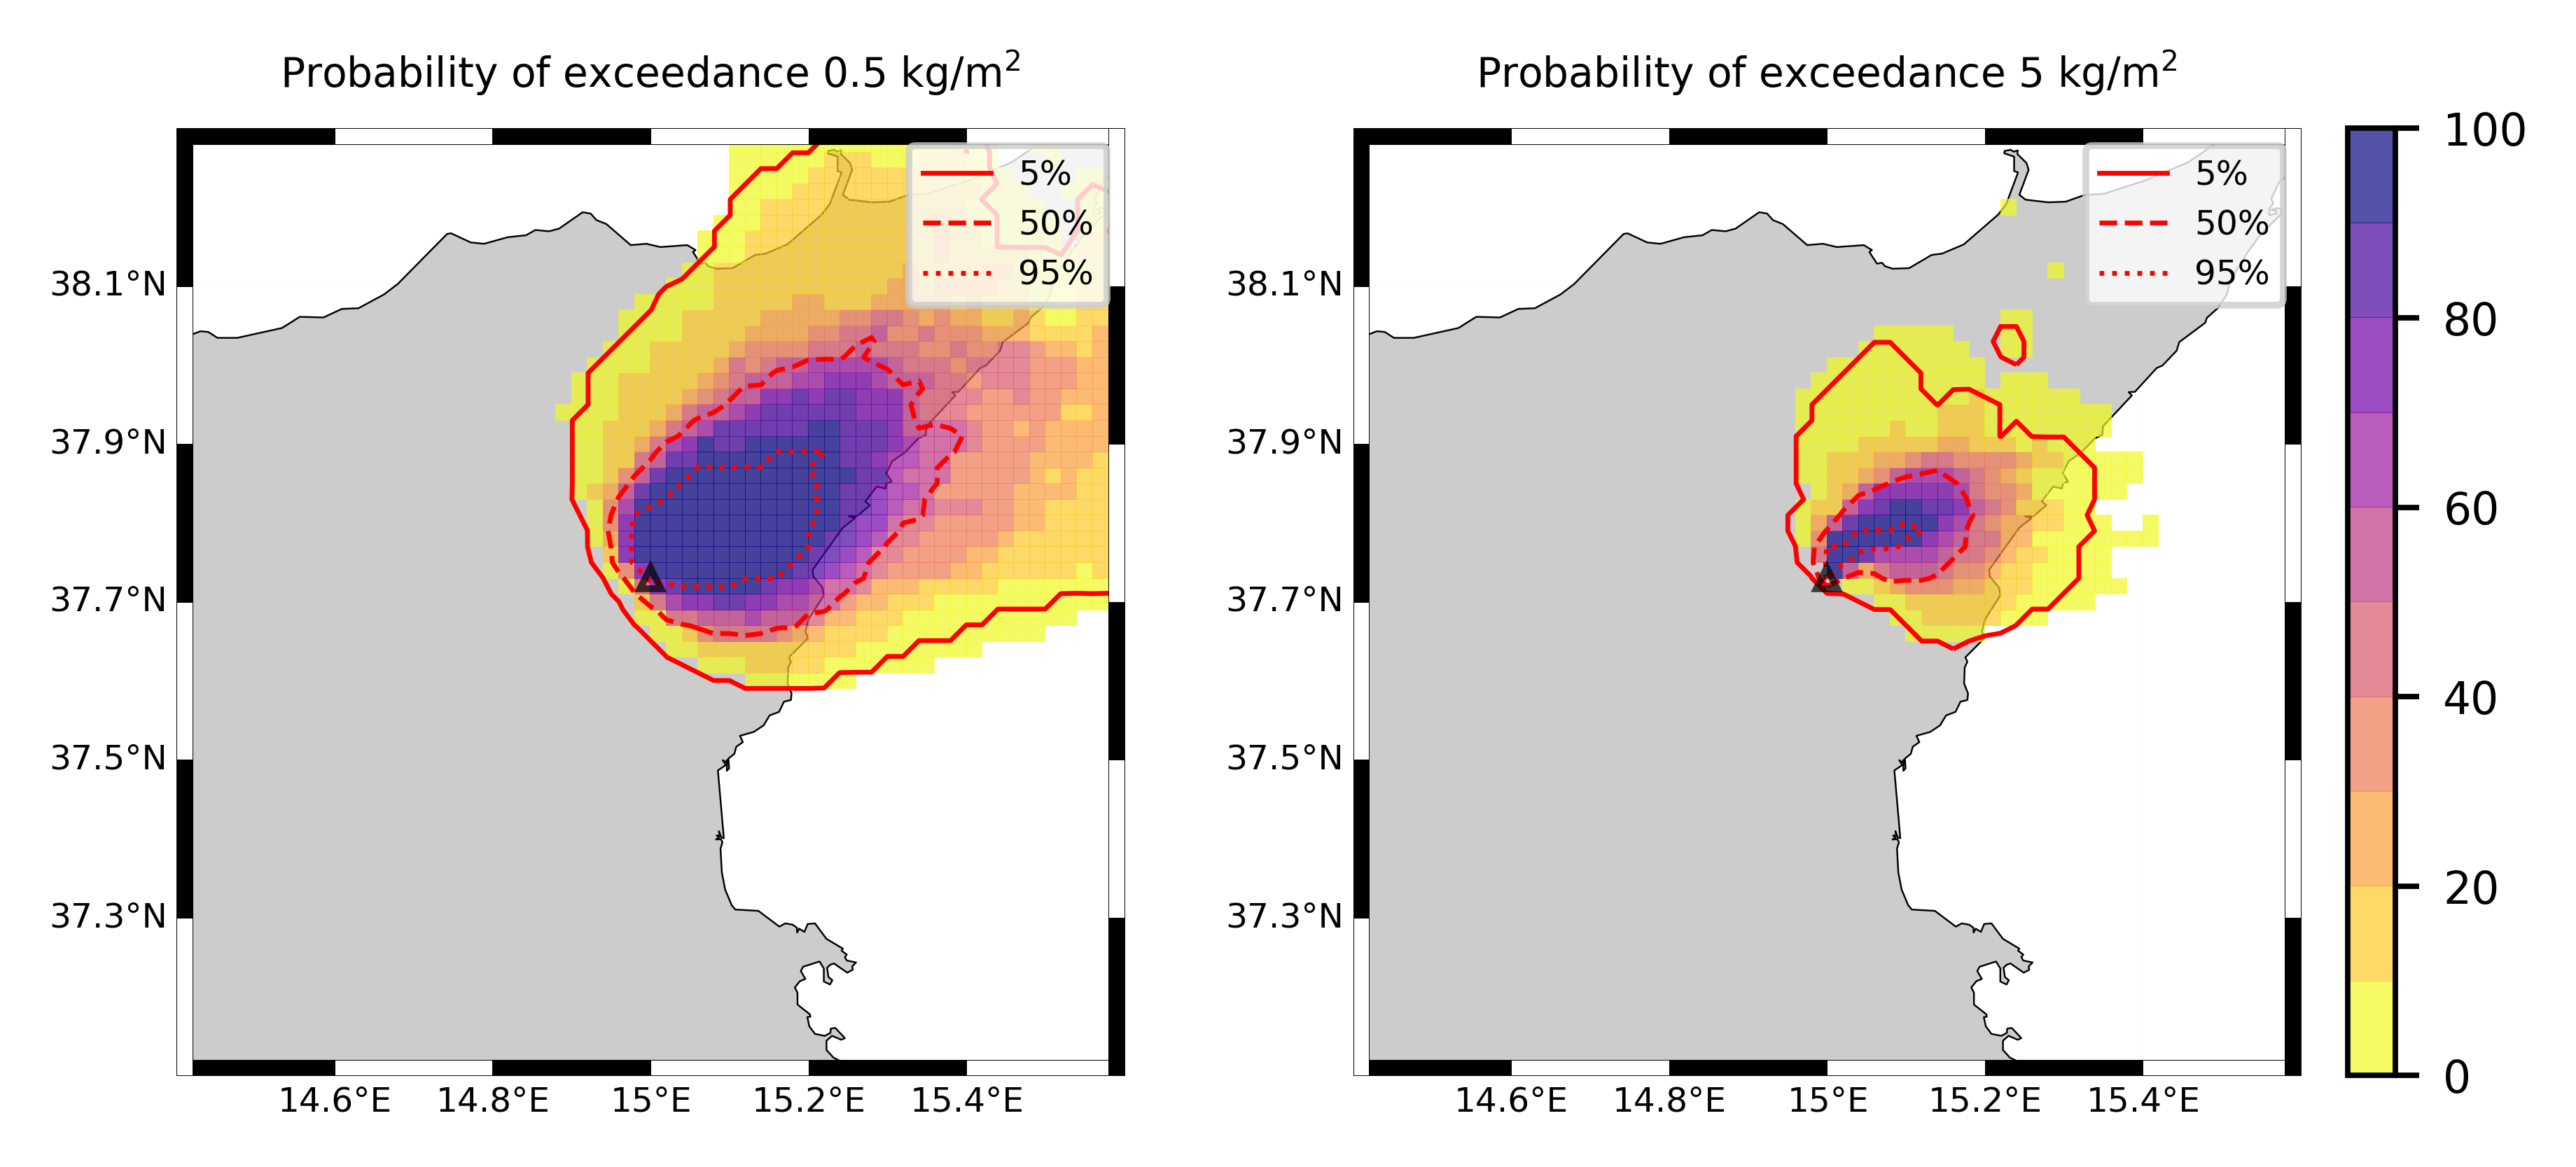 Probability of exceedance 0.5 kg/m²
5%
50%
95%
38.1°N
37.9°N
37.7°N
37.5°N
37.3°N
14.6°E 14.8°E 15°E 15.2°E 15.4°E
Probability of exceedance 5 kg/m²
5%
50%
95%
38.1°N
37.9°N
37.7°N
37.5°N
37.3°N
14.6°E 14.8°E 15°E 15.2°E 15.4°E
100
80
60
40
20
0